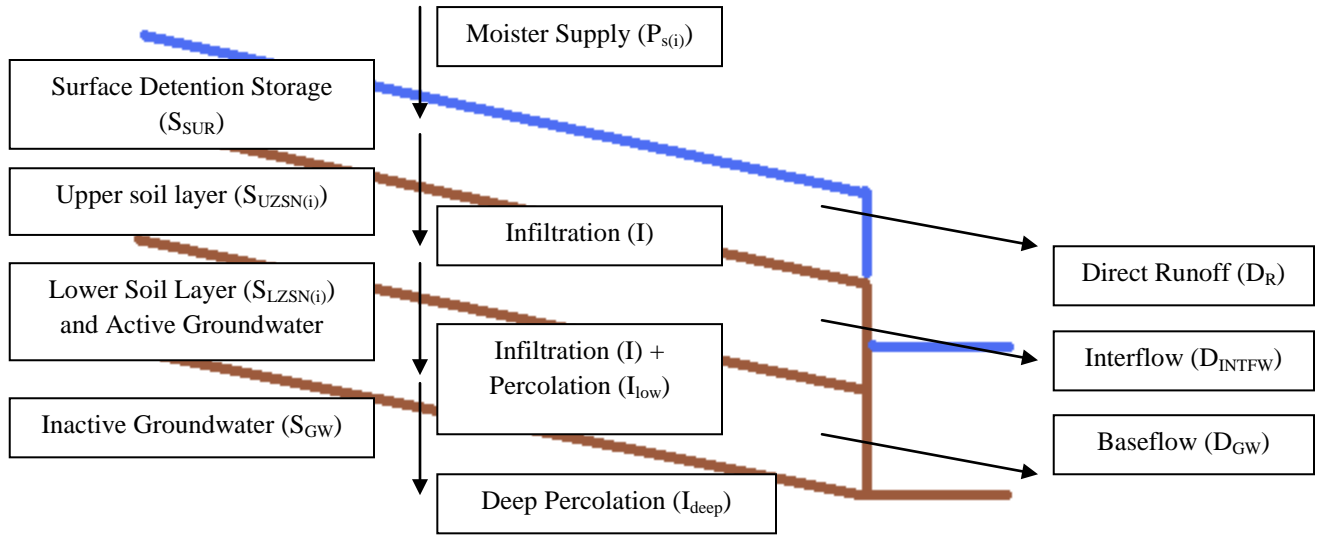 Moister Supply (Ps(i))
Surface Detention Storage
(SSUR)
Upper soil layer (SUZSN(i))
Infiltration (I)
Direct Runoff (DR)
Lower Soil Layer (SLZSN(i))
and Active Groundwater
Infiltration (I) +
Percolation (Ilow)
Interflow (DINTFW)
Inactive Groundwater (SGW)
Baseflow (DGW)
Deep Percolation (Ideep)